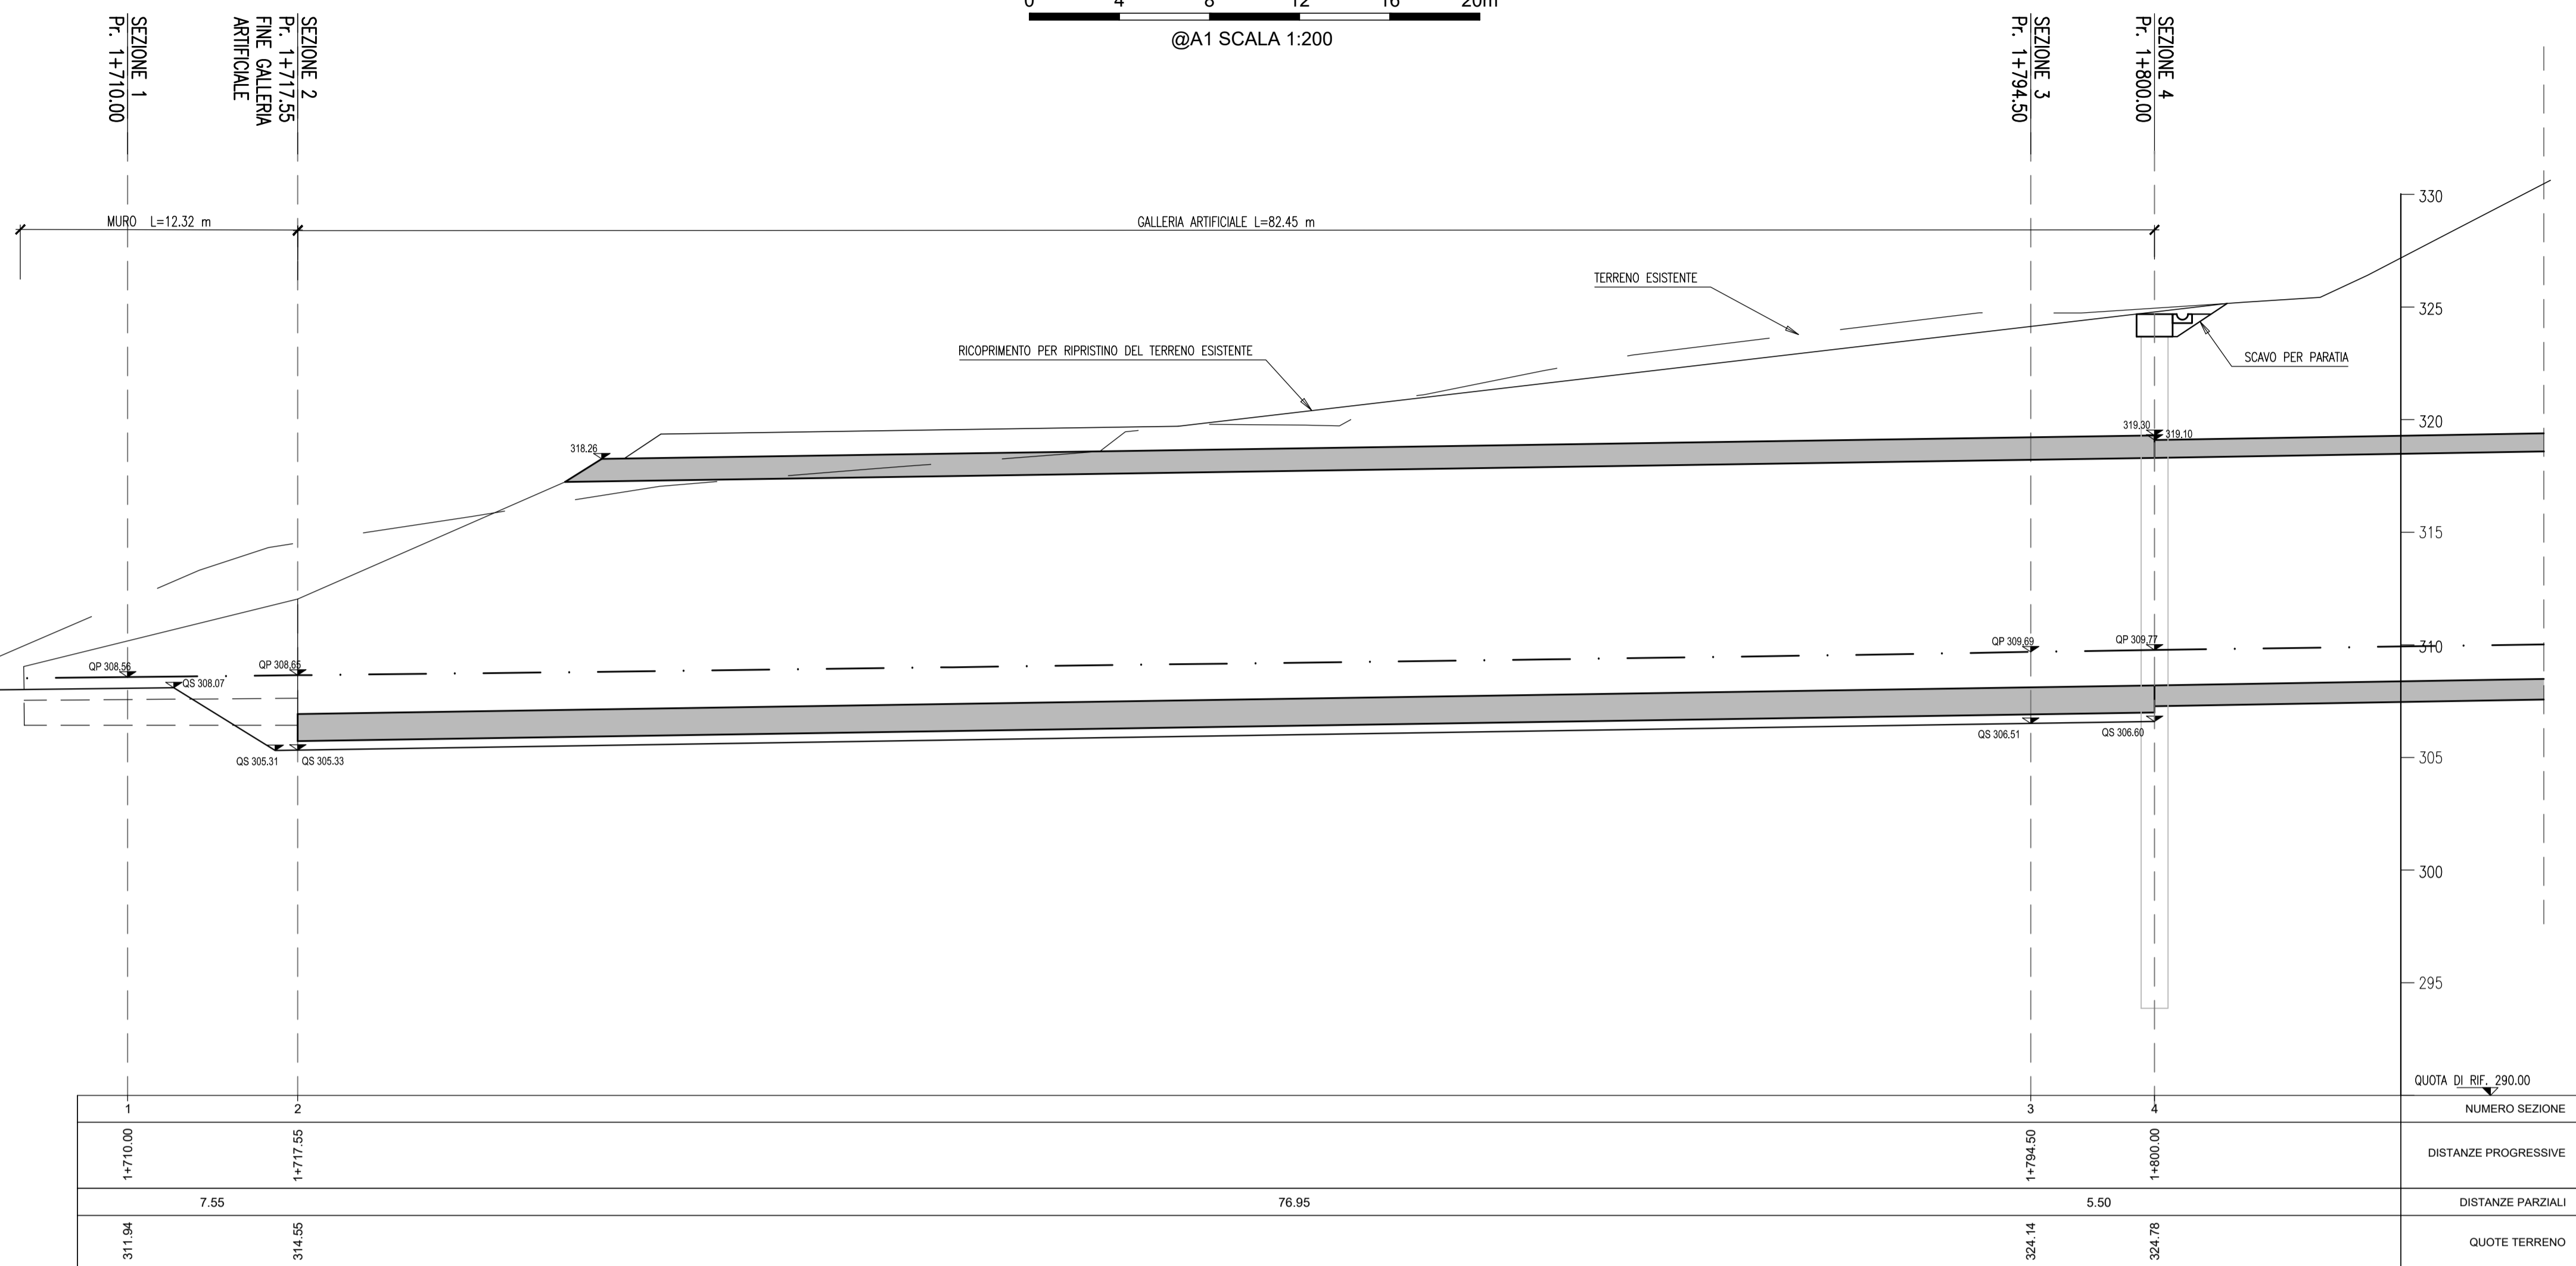 0 4 8 12 16 20m
@A1 SCALA 1:200
SEZIONE 1
Pr. 1+710.00
SEZIONE 2
Pr. 1+717.55
FINE GALLERIA
ARTIFICIALE
SEZIONE 3
Pr. 1+794.50
SEZIONE 4
Pr. 1+800.00
MURO L=12.32 m
GALLERIA ARTIFICIALE L=82.45 m
TERRENO ESISTENTE
RICOPRIMENTO PER RIPRISTINO DEL TERRENO ESISTENTE
SCAVO PER PARATIA
318.26
319.30
319.10
QP 308.56
QP 308.65
QP 309.69
QP 309.77
QS 308.07
QS 305.31
QS 305.33
QS 306.51
QS 306.60
330
325
320
315
310
305
300
295
QUOTA DI RIF. 290.00
1 2 3 4 NUMERO SEZIONE
1+710.00 1+717.55 1+794.50 1+800.00 DISTANZE PROGRESSIVE
7.55 76.95 5.50 DISTANZE PARZIALI
311.94 314.55 324.14 324.78 QUOTE TERRENO